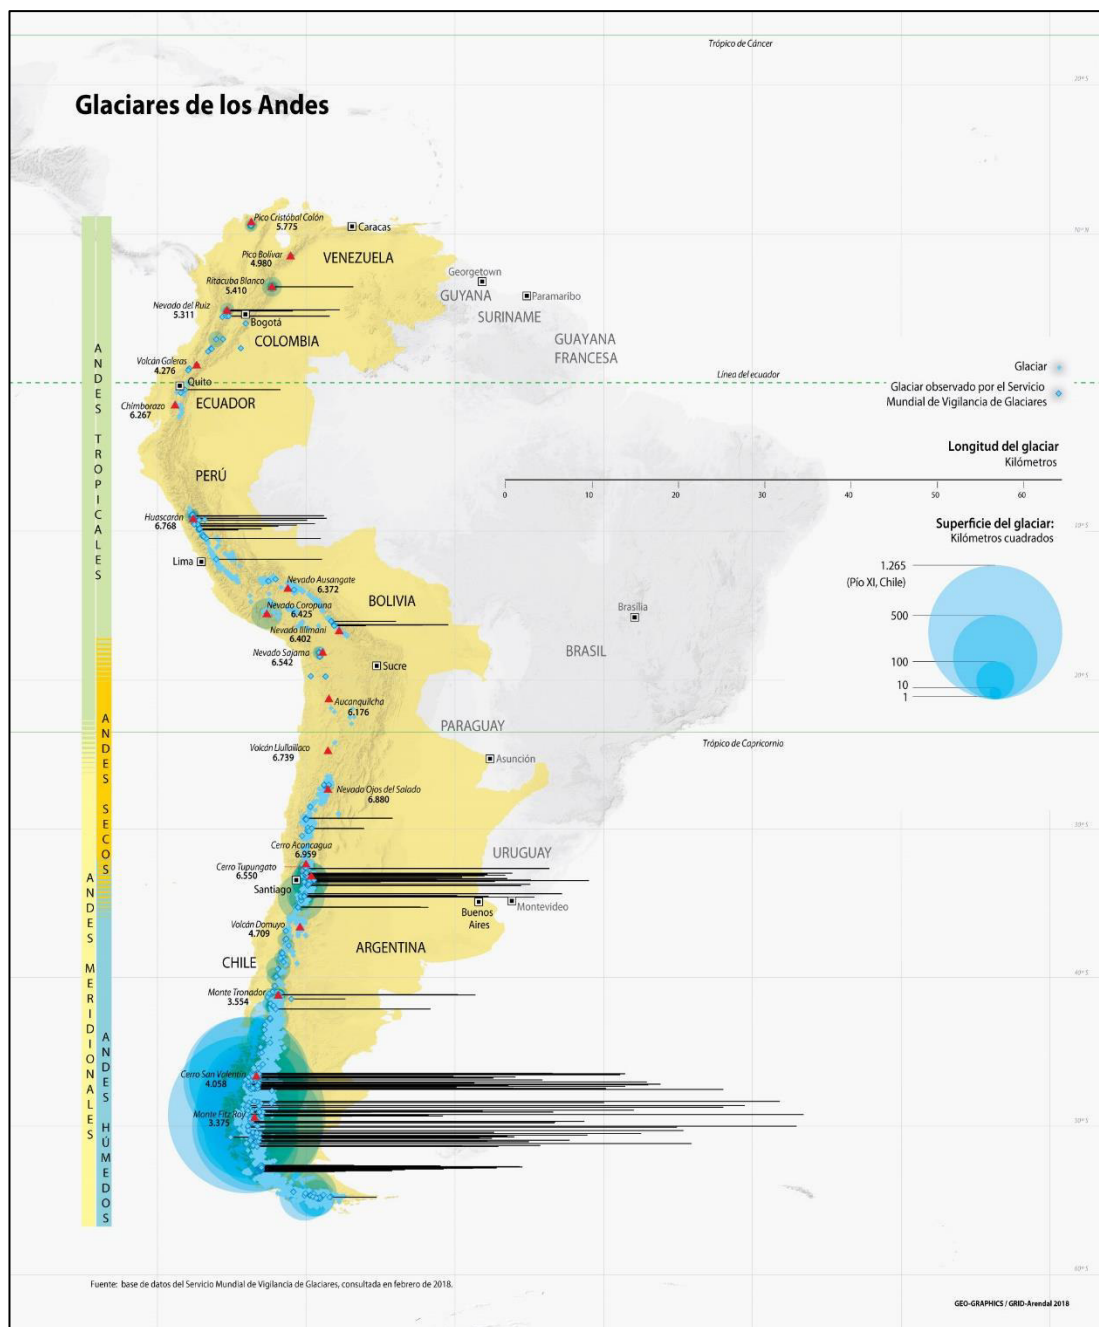 Trópico de Cáncer
20° S
Glaciares de los Andes
Pico Cristóbal Colón
5.775
Caracas
10° N
Pico Bolívar
4.980
VENEZUELA
Ritacuba Blanco
5.410
Georgetown
GUYANA
Paramaribo
SURINAME
Nevado del Ruiz
5.311
Bogotá
COLOMBIA
GUAYANA
FRANCESA
Volcán Galeras
4.276
Línea del ecuador
Glaciar
Quito
Glaciar observado por el Servicio
Mundial de Vigilancia de Glaciares
ECUADOR
Chimborazo
6.267
Longitud del glaciar
Kilómetros
PERÚ
0 10 20 30 40 50 60
Huascarán
6.768
10° S
Superficie del glaciar:
Kilómetros cuadrados
Lima
1.265
(Pío XI, Chile)
Nevado Ausangate
6.372
BOLIVIA
Nevado Coropuna
6.425
Brasília
500
Nevado Illimani
6.402
BRASIL
Nevado Sajama
6.542
Sucre
100
10
1
20° S
Aucanquilcha
6.176
PARAGUAY
Trópico de Capricornio
Volcán Llullaillaco
6.739
Asunción
Nevado Ojos del Salado
6.880
30° S
Cerro Aconcagua
6.959
URUGUAY
Cerro Tupungato
6.550
Santiago
Buenos
Aires
Montevideo
Volcán Domuyo
4.709
ARGENTINA
CHILE
40° S
Monte Tronador
3.554
Cerro San Valentín
4.058
Monte Fitz Roy
3.375
50° S
60° S
ANDES TROPICALES
ANDES SECOS
ANDES MERIDIONALES
ANDES HÚMEDOS
Fuente: base de datos del Servicio Mundial de Vigilancia de Glaciares, consultada en febrero de 2018.
GEO-GRAPHICS / GRID-Arendal 2018